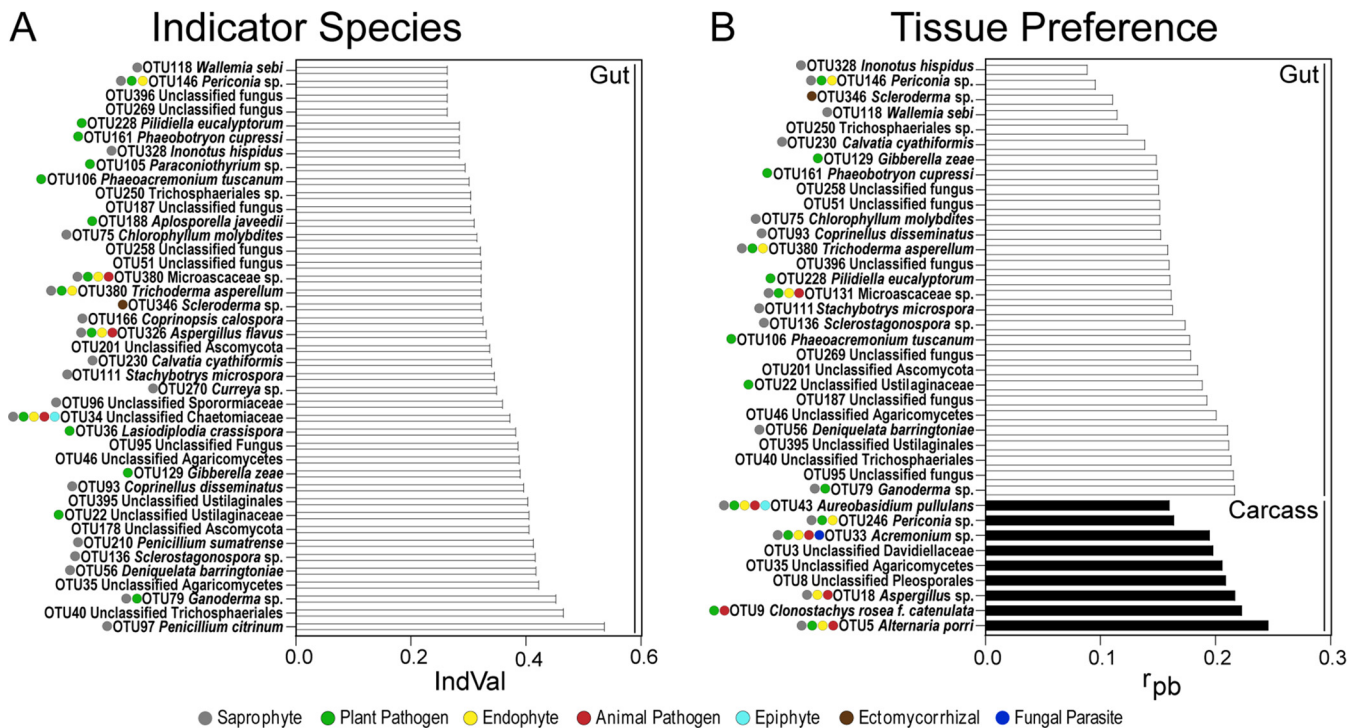 A Indicator Species
Gut
OTU118 Wallemia sebi
OTU146 Periconia sp.
OTU396 Unclassified fungus
OTU269 Unclassified fungus
OTU228 Pilidiella eucalyptorum
OTU161 Phaeobotryon cupressi
OTU328 Inonotus hispidus
OTU105 Paraconiothyrium sp.
OTU106 Phaeoacremonium tuscanum
OTU250 Trichosphaeriales sp.
OTU187 Unclassified fungus
OTU188 Aplosporella javeedii
OTU75 Chlorophyllum molybdites
OTU258 Unclassified fungus
OTU51 Unclassified fungus
OTU380 Microascaceae sp.
OTU380 Trichoderma asperellum
OTU346 Scleroderma sp.
OTU166 Coprinopsis calospora
OTU326 Aspergillus flavus
OTU201 Unclassified Ascomycota
OTU230 Calvatia cyathiformis
OTU111 Stachybotrys microspora
OTU270 Curreya sp.
OTU96 Unclassified Sporormiaceae
OTU34 Unclassified Chaetomiaceae
OTU36 Lasiodiplodia crassispora
OTU95 Unclassified Fungus
OTU46 Unclassified Agaricomycetes
OTU129 Gibberella zeae
OTU93 Coprinellus disseminatus
OTU395 Unclassified Ustilaginales
OTU22 Unclassified Ustilaginaceae
OTU178 Unclassified Ascomycota
OTU210 Penicillium sumatrense
OTU136 Sclerostagonospora sp.
OTU56 Deniquelata barringtoniae
OTU35 Unclassified Agaricomycetes
OTU79 Ganoderma sp.
OTU40 Unclassified Trichosphaeriales
OTU97 Penicillium citrinum
0.0 0.2 0.4 0.6
IndVal
B Tissue Preference
Gut
OTU328 Inonotus hispidus
OTU146 Periconia sp.
OTU346 Scleroderma sp.
OTU118 Wallemia sebi
OTU250 Trichosphaeriales sp.
OTU230 Calvatia cyathiformis
OTU129 Gibberella zeae
OTU161 Phaeobotryon cupressi
OTU258 Unclassified fungus
OTU51 Unclassified fungus
OTU75 Chlorophyllum molybdites
OTU93 Coprinellus disseminatus
OTU380 Trichoderma asperellum
OTU396 Unclassified fungus
OTU228 Pilidiella eucalyptorum
OTU131 Microascaceae sp.
OTU111 Stachybotrys microspora
OTU136 Sclerostagonospora sp.
OTU106 Phaeoacremonium tuscanum
OTU269 Unclassified fungus
OTU201 Unclassified Ascomycota
OTU22 Unclassified Ustilaginaceae
OTU187 Unclassified fungus
OTU46 Unclassified Agaricomycetes
OTU56 Deniquelata barringtoniae
OTU395 Unclassified Ustilaginales
OTU40 Unclassified Trichosphaeriales
OTU95 Unclassified fungus
OTU79 Ganoderma sp.
Carcass
OTU43 Aureobasidium pullulans
OTU246 Periconia sp.
OTU33 Acremonium sp.
OTU3 Unclassified Davidiellaceae
OTU35 Unclassified Agaricomycetes
OTU8 Unclassified Pleosporales
OTU18 Aspergillus sp.
OTU9 Clonostachys rosea f. catenulata
OTU5 Alternaria porri
0.0 0.1 0.2 0.3
rpb
Saprophyte Plant Pathogen Endophyte Animal Pathogen Epiphyte Ectomycorrhizal Fungal Parasite